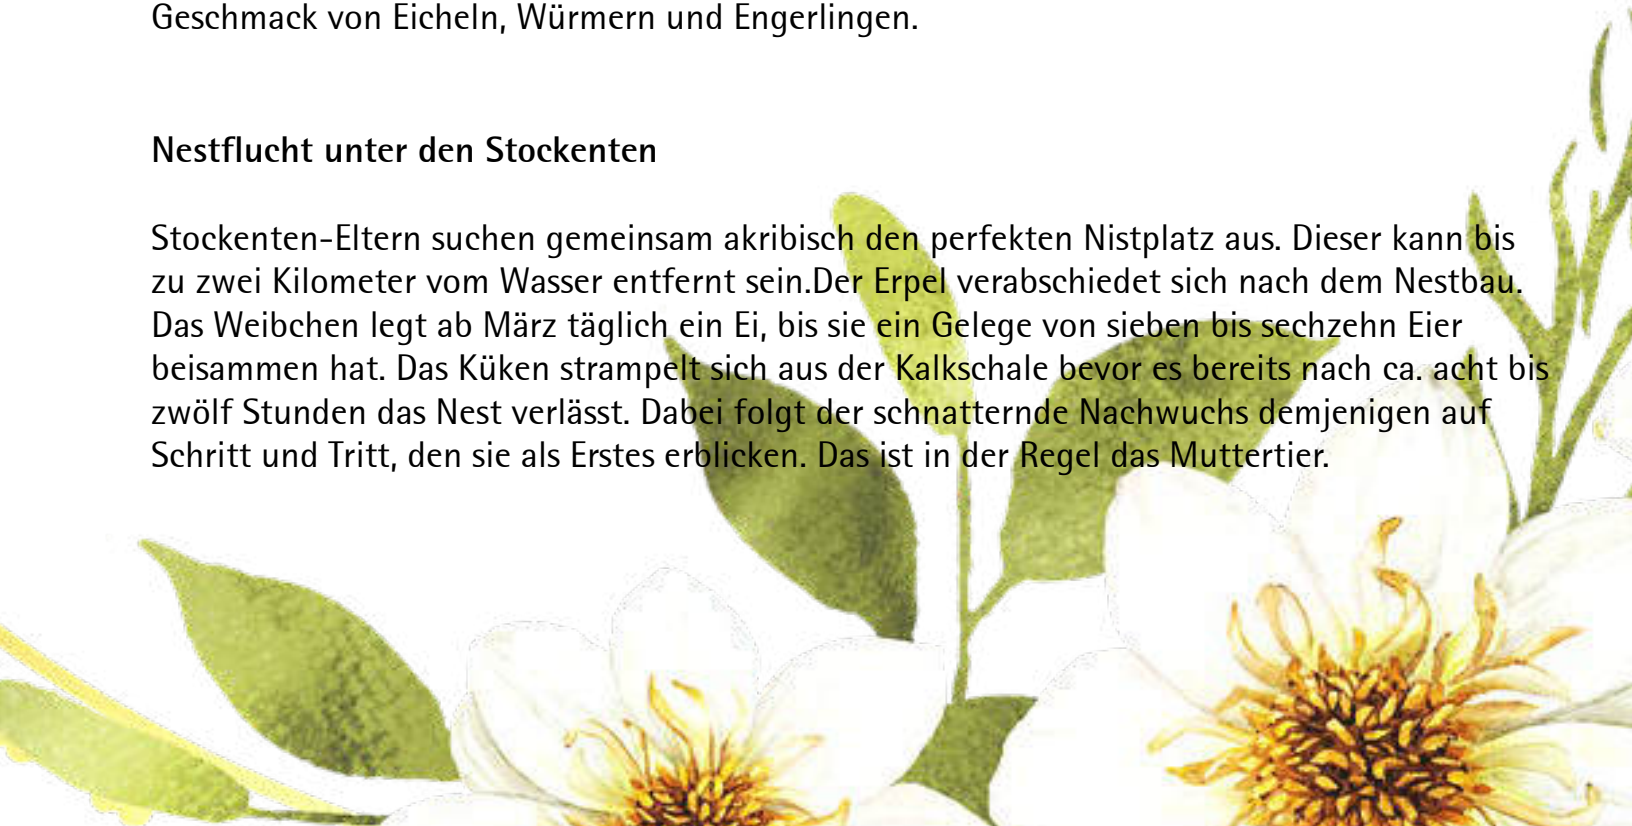 Geschmack von Eicheln, Würmern und Engerlingen.
Nestflucht unter den Stockenten
Stockenten-Eltern suchen gemeinsam akribisch den perfekten Nistplatz aus. Dieser kann bis
zu zwei Kilometer vom Wasser entfernt sein.Der Erpel verabschiedet sich nach dem Nestbau.
Das Weibchen legt ab März täglich ein Ei, bis sie ein Gelege von sieben bis sechzehn Eier
beisammen hat. Das Küken strampelt sich aus der Kalkschale bevor es bereits nach ca. acht bis
zwölf Stunden das Nest verlässt. Dabei folgt der schnatternde Nachwuchs demjenigen auf
Schritt und Tritt, den sie als Erstes erblicken. Das ist in der Regel das Muttertier.